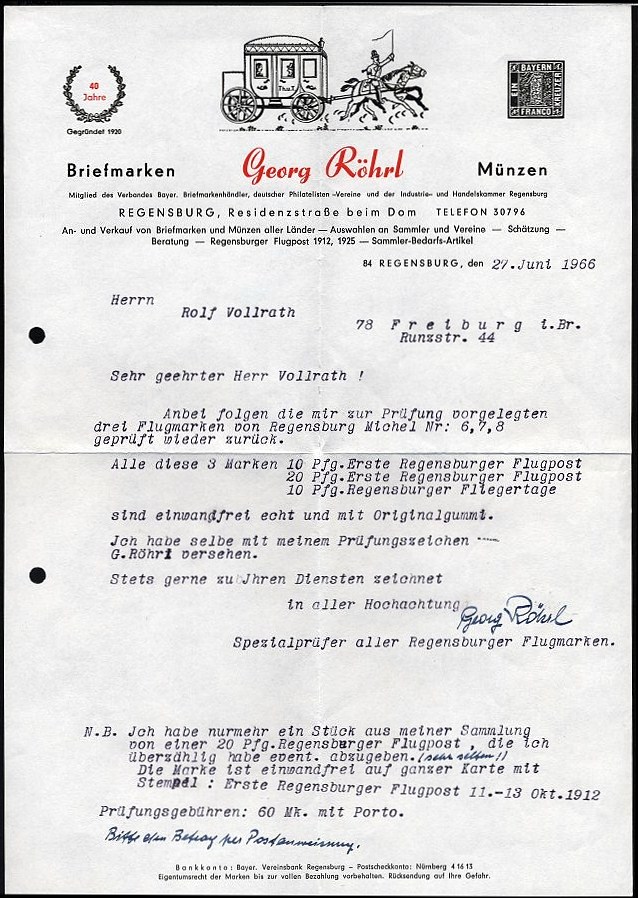 40
Jahre
Gegründet 1920
Th.u.T.
BAYERN
EIN
KREUZER
FRANCO
Briefmarken Georg Röhrl Münzen
Mitglied des Verbandes Bayer. Briefmarkenhändler, deutscher Philatelisten-Vereine und der Industrie- und Handelskammer Regensburg
REGENSBURG, Residenzstraße beim Dom TELEFON 30796
An- und Verkauf von Briefmarken und Münzen aller Länder — Auswahlen an Sammler und Vereine — Schätzung —
Beratung — Regensburger Flugpost 1912, 1925 — Sammler-Bedarfs-Artikel
84 REGENSBURG, den 27.Juni 1966
Herrn
Rolf Vollrath
78 Freiburg i.Br.
Runzstr. 44
Sehr geehrter Herr Vollrath !
Anbei folgen die mir zur Prüfung vorgelegten
drei Flugmarken von Regensburg Michel Nr: 6,7,8
geprüft wieder zurück.
Alle diese 3 Marken 10 Pfg.Erste Regensburger Flugpost
20 Pfg.Erste Regensburger Flugpost
10 Pfg.Regensburger Fliegertage
sind einwandfrei echt und mit Originalgummi.
Jch habe selbe mit meinem Prüfungszeichen ----
G.Röhrl versehen.
Stets gerne zu Jhren Diensten zeichnet
in aller Hochachtung
Georg Röhrl
Spezialprüfer aller Regensburger Flugmarken.
N.B. Jch habe nurmehr ein Stück aus meiner Sammlung
von einer 20 Pfg.Regensburger Flugpost , die ich
überzählig habe event. abzugeben. (sehr selten!)
Die Marke ist einwandfrei auf ganzer Karte mit
Stempel : Erste Regensburger Flugpost 11.-13 Okt.1912
Prüfungsgebühren: 60 Mk. mit Porto.
Bitte den Betrag per Postanweisung.
Bankkonto: Bayer. Vereinsbank Regensburg – Postscheckkonto: Nürnberg 4 16 13
Eigentumsrecht der Marken bis zur vollen Bezahlung vorbehalten. Rücksendung auf Ihre Gefahr.